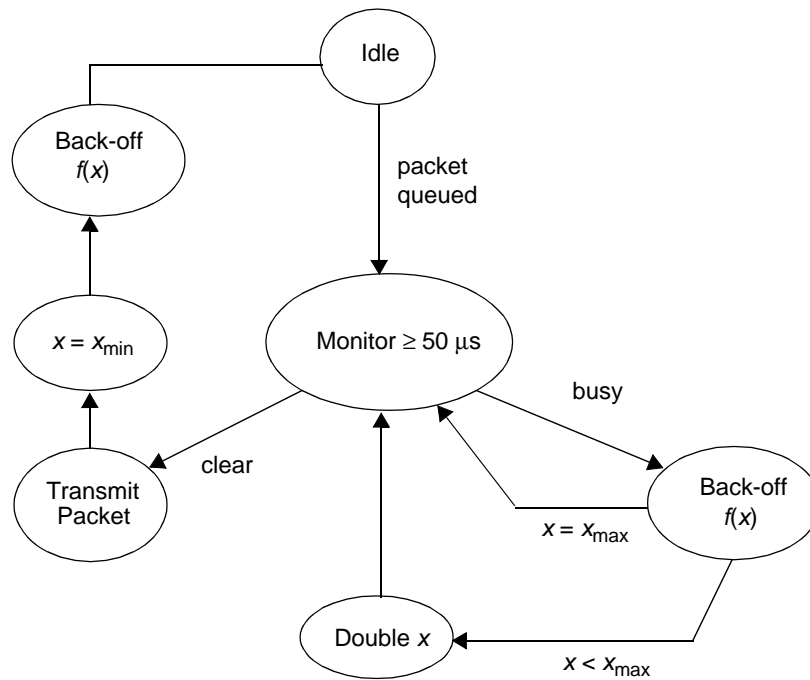 Idle
Back-off
f(x)
packet
queued
x = xmin
Monitor ≥ 50 μs
busy
clear
Transmit
Packet
Back-off
f(x)
x = xmax
Double x
x < xmax